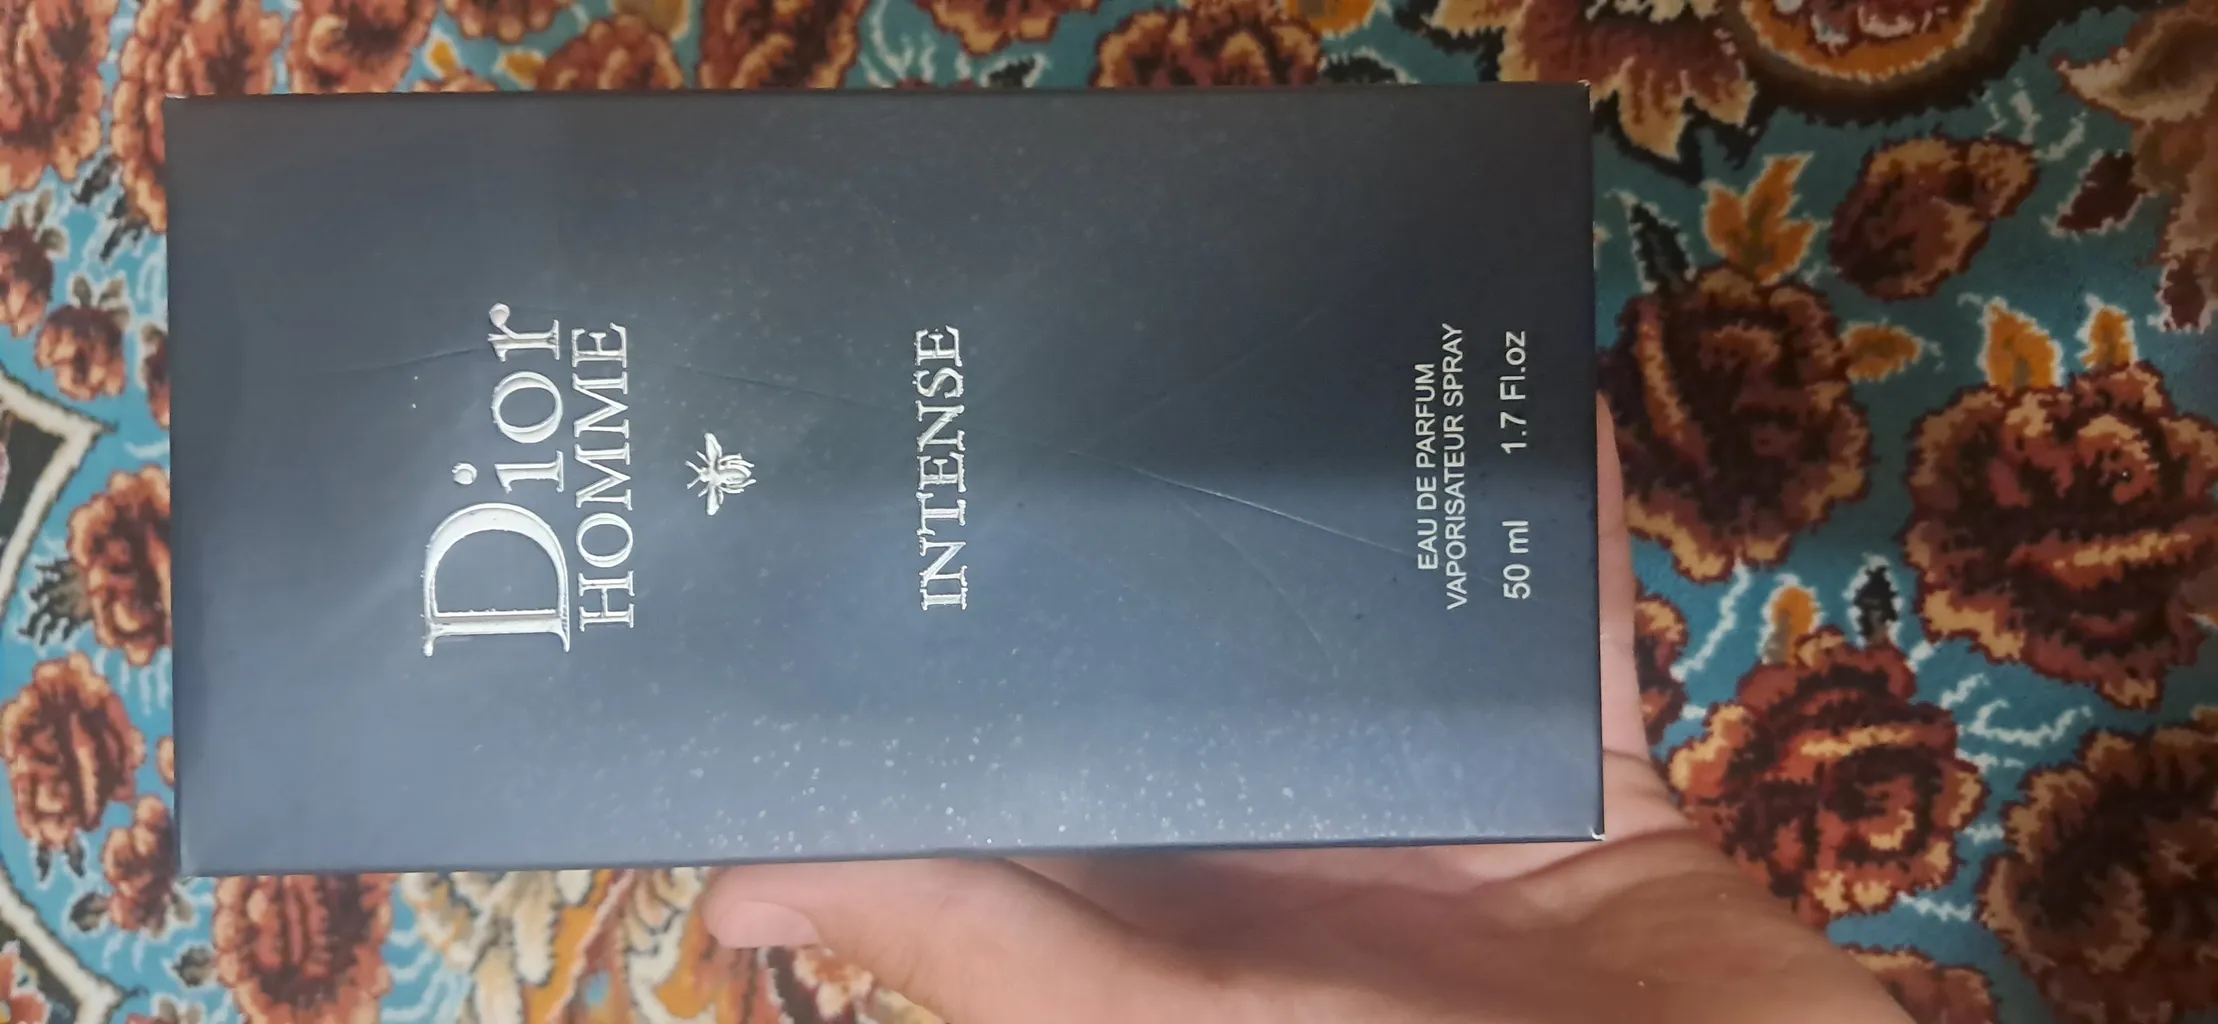 Dior
HOMME
INTENSE
EAU DE PARFUM
VAPORISATEUR SPRAY
50 ml 1.7 Fl.oz